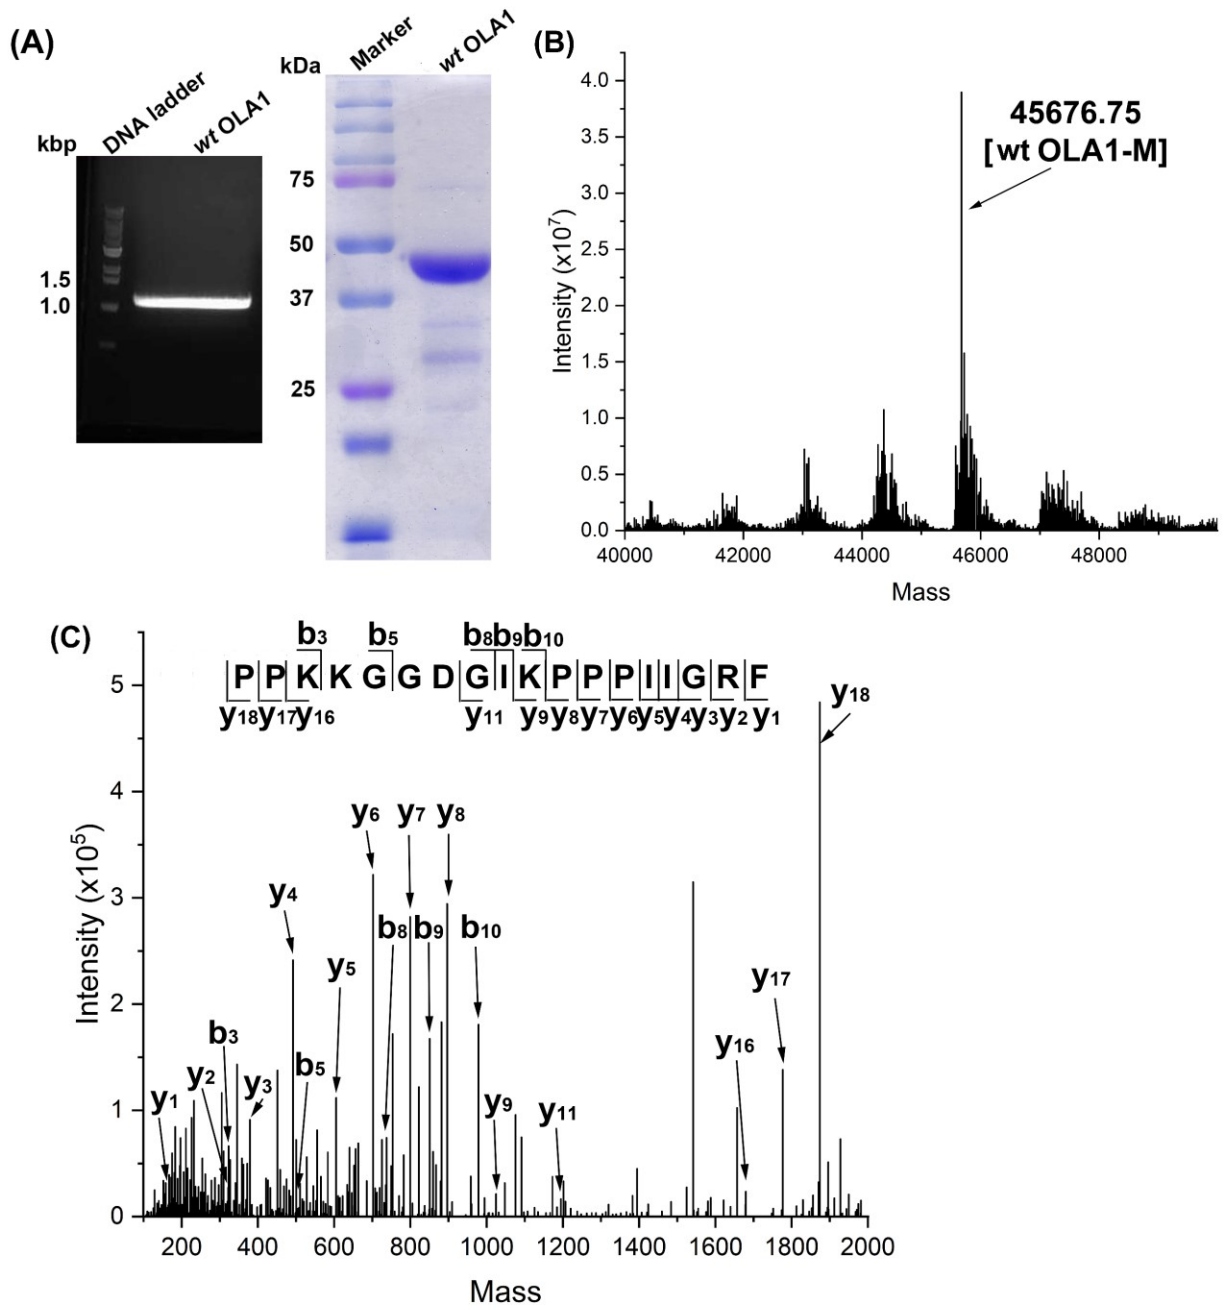 (A)
kbp
DNA ladder
wt OLA1
1.5
1.0
kDa
Marker
wt OLA1
75
50
37
25
(B)
Intensity (x10⁷)
4.0
3.5
3.0
2.5
2.0
1.5
1.0
0.5
0.0
45676.75
[wt OLA1-M]
40000 42000 44000 46000 48000
Mass
(C)
b₃ b₅ b₈b₉b₁₀
PPKKGGDGIKPPPIIGRF
y₁₈y₁₇y₁₆ y₁₁ y₉y₈y₇y₆y₅y₄y₃y₂ y₁
Intensity (x10⁵)
5
4
3
2
1
0
y₁₈
y₆ y₇ y₈
y₄
b₈ b₉ b₁₀
y₅
y₁₇
b₃
y₁₆
y₂
b₅
y₃
y₁
y₉
y₁₁
200 400 600 800 1000 1200 1400 1600 1800 2000
Mass